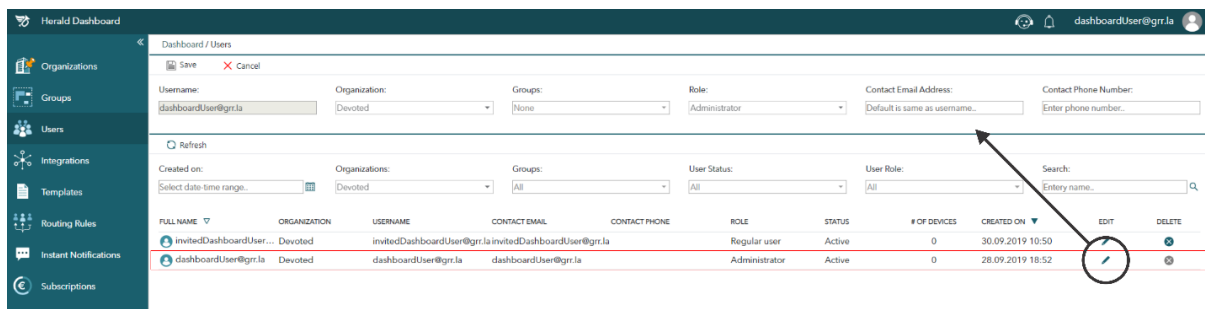 Herald Dashboard
dashboardUser@grr.la
Organizations
Groups
Users
Integrations
Templates
Routing Rules
Instant Notifications
Subscriptions
Dashboard / Users
Save Cancel
Username: Organization: Groups: Role: Contact Email Address: Contact Phone Number:
dashboardUser@grr.la Devoted None Administrator Default is same as username.. Enter phone number..
Refresh
Created on: Organizations: Groups: User Status: User Role: Search:
Select date-time range.. Devoted All All All Entery name..
FULL NAME ORGANIZATION USERNAME CONTACT EMAIL CONTACT PHONE ROLE STATUS # OF DEVICES CREATED ON EDIT DELETE
invitedDashboardUser... Devoted invitedDashboardUser@grr.la invitedDashboardUser@grr.la Regular user Active 0 30.09.2019 10:50
dashboardUser@grr.la Devoted dashboardUser@grr.la dashboardUser@grr.la Administrator Active 0 28.09.2019 18:52